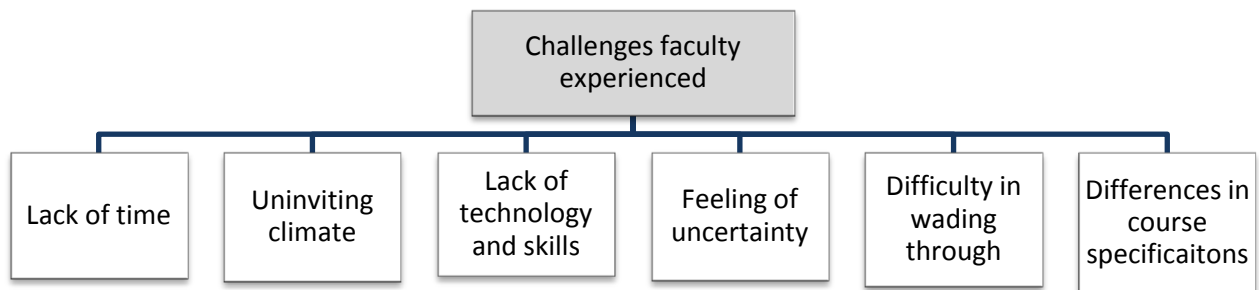 Challenges faculty
experienced
Lack of time
Uninviting
climate
Lack of
technology
and skills
Feeling of
uncertainty
Difficulty in
wading
through
Differences in
course
specificaitons